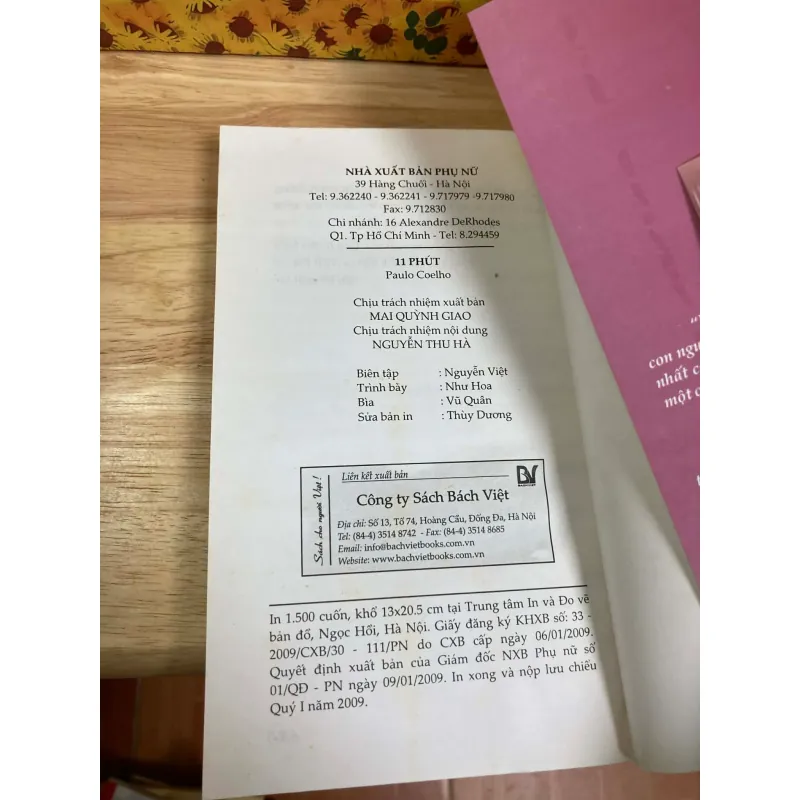 NHÀ XUẤT BẢN PHỤ NỮ
39 Hàng Chuối - Hà Nội
Tel: 9.362240 - 9.362241 - 9.717979 -9.717980
Fax: 9.712830
Chi nhánh: 16 Alexandre DeRhodes
Q1. Tp Hồ Chí Minh - Tel: 8.294459
11 PHÚT
Paulo Coelho
Chịu trách nhiệm xuất bản
MAI QUỲNH GIAO
Chịu trách nhiệm nội dung
NGUYỄN THU HÀ
Biên tập : Nguyễn Việt
Trình bày : Như Hoa
Bìa : Vũ Quân
Sửa bản in : Thùy Dương
Sách cho người Việt!
Liên kết xuất bản
BV
Công ty Sách Bách Việt
Địa chỉ: Số 13, Tổ 74, Hoàng Cầu, Đống Đa, Hà Nội
Tel: (84-4) 3514 8742 - Fax: (84-4) 3514 8685
Email: info@bachvietbooks.com.vn
Website: www.bachvietbooks.com.vn
In 1.500 cuốn, khổ 13x20.5 cm tại Trung tâm In và Đo vẽ
bản đồ, Ngọc Hồi, Hà Nội. Giấy đăng ký KHXB số: 33 -
2009/CXB/30 - 111/PN do CXB cấp ngày 06/01/2009.
Quyết định xuất bản của Giám đốc NXB Phụ nữ số
01/QĐ - PN ngày 09/01/2009. In xong và nộp lưu chiểu
Quý I năm 2009.
con ngư
nhất c
một c